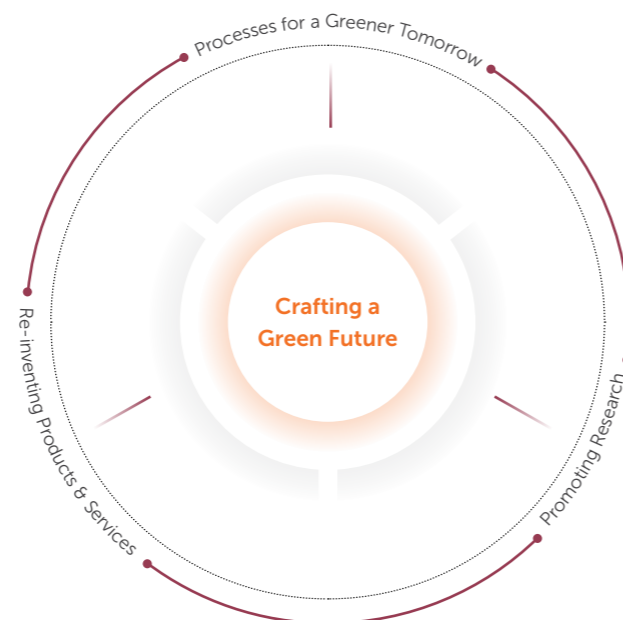 Processes for a Greener Tomorrow
Crafting a
Green Future
Re-inventing Products & Services
Promoting Research